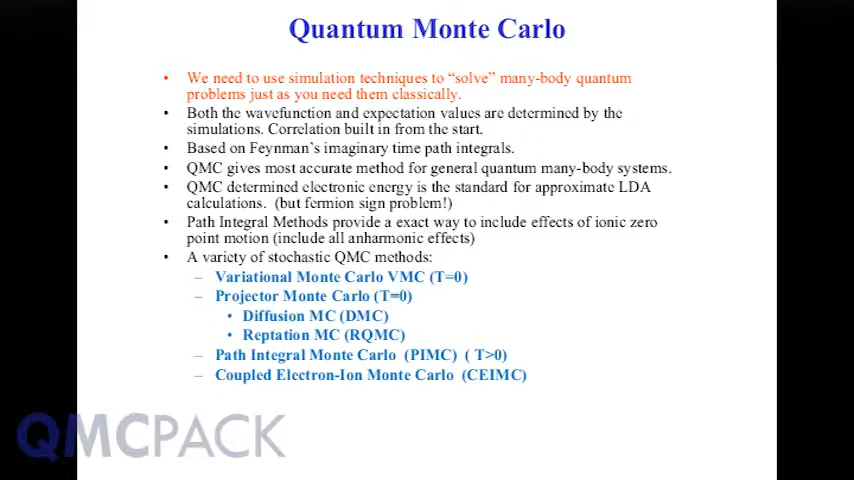 Quantum Monte Carlo
• We need to use simulation techniques to “solve” many-body quantum
problems just as you need them classically.
• Both the wavefunction and expectation values are determined by the
simulations. Correlation built in from the start.
• Based on Feynman’s imaginary time path integrals.
• QMC gives most accurate method for general quantum many-body systems.
• QMC determined electronic energy is the standard for approximate LDA
calculations. (but fermion sign problem!)
• Path Integral Methods provide a exact way to include effects of ionic zero
point motion (include all anharmonic effects)
• A variety of stochastic QMC methods:
– Variational Monte Carlo VMC (T=0)
– Projector Monte Carlo (T=0)
• Diffusion MC (DMC)
• Reptation MC (RQMC)
– Path Integral Monte Carlo (PIMC) ( T>0)
– Coupled Electron-Ion Monte Carlo (CEIMC)
QMCPACK